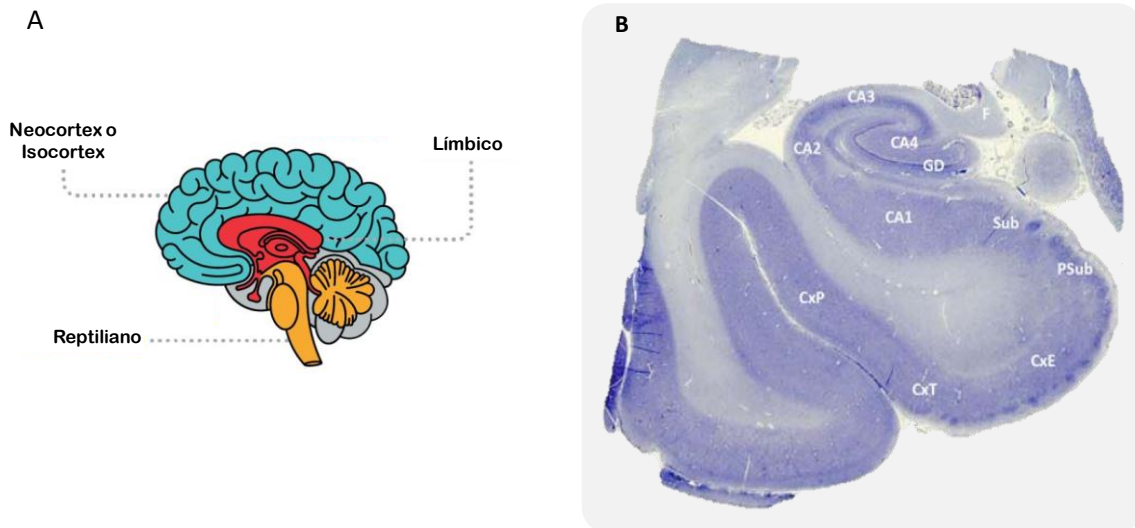 A
Neocortex o
Isocortex
Límbico
Reptiliano
B
CA3
F
CA2
CA4
GD
CA1
Sub
PSub
CxP
CxE
CxT